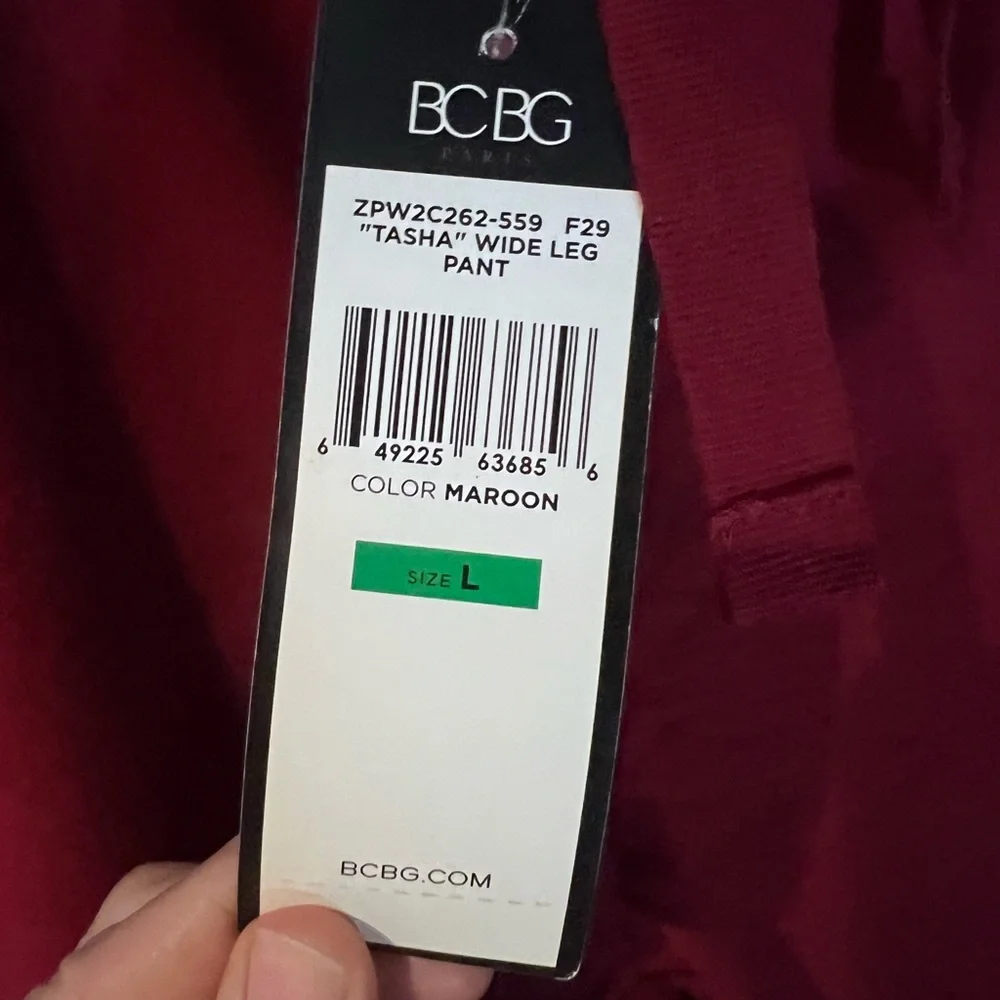 BCBG
PARIS
ZPW2C262-559 F29
"TASHA" WIDE LEG
PANT
6 49225 63685 6
COLOR MAROON
SIZE L
BCBG.COM